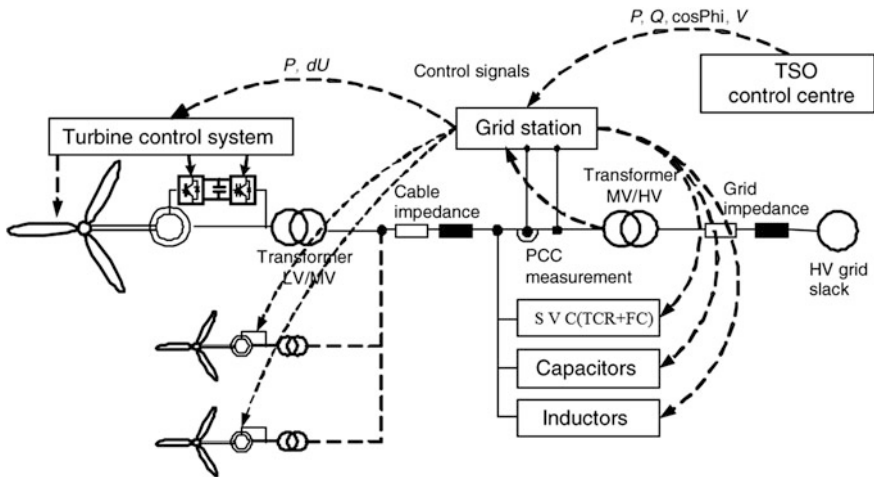 P, Q, cosPhi, V
TSO
control centre
P, dU
Control signals
Turbine control system
Grid station
Transformer
MV/HV
Grid
impedance
Cable
impedance
Transformer
LV/MV
PCC
measurement
HV grid
slack
S V C(TCR+FC)
Capacitors
Inductors